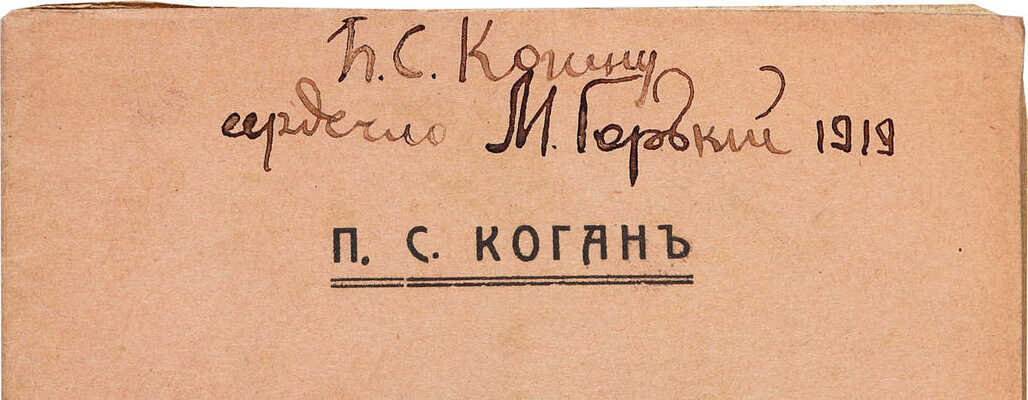 П. С. Когану
сердечно М. Горький 1919
П. С. КОГАНЪ